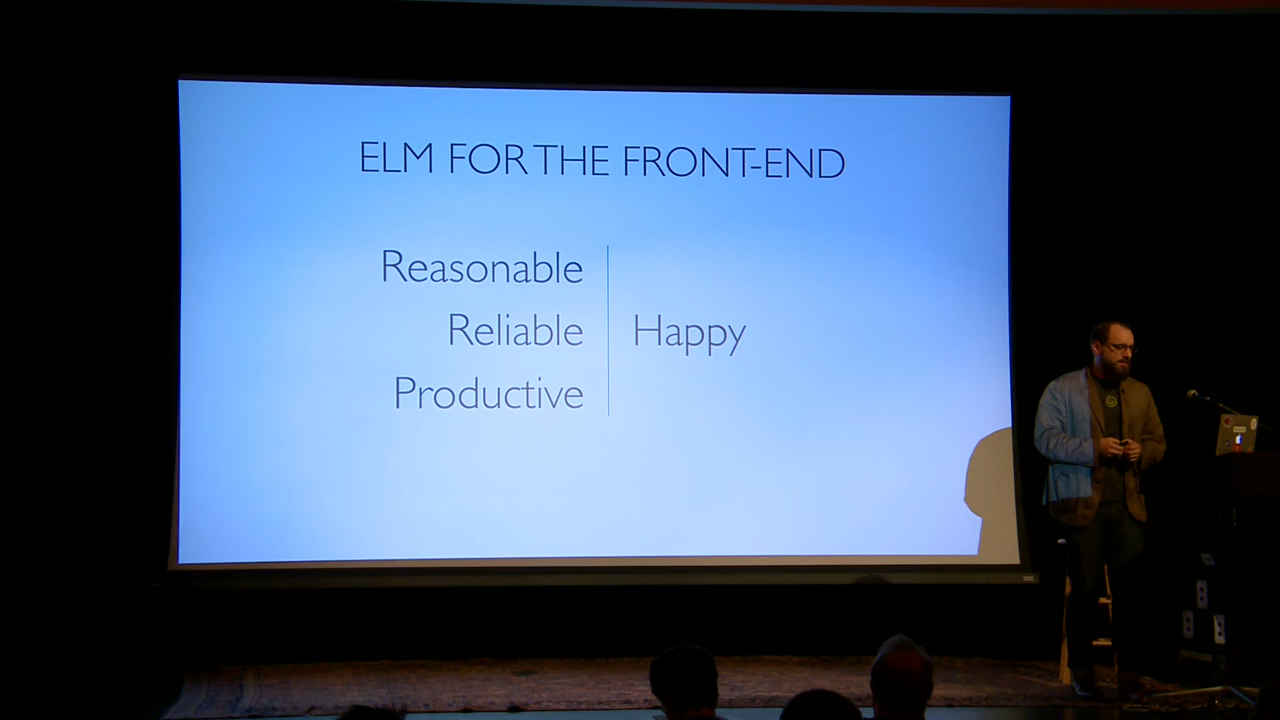 ELM FOR THE FRONT-END
Reasonable
Reliable
Happy
Productive